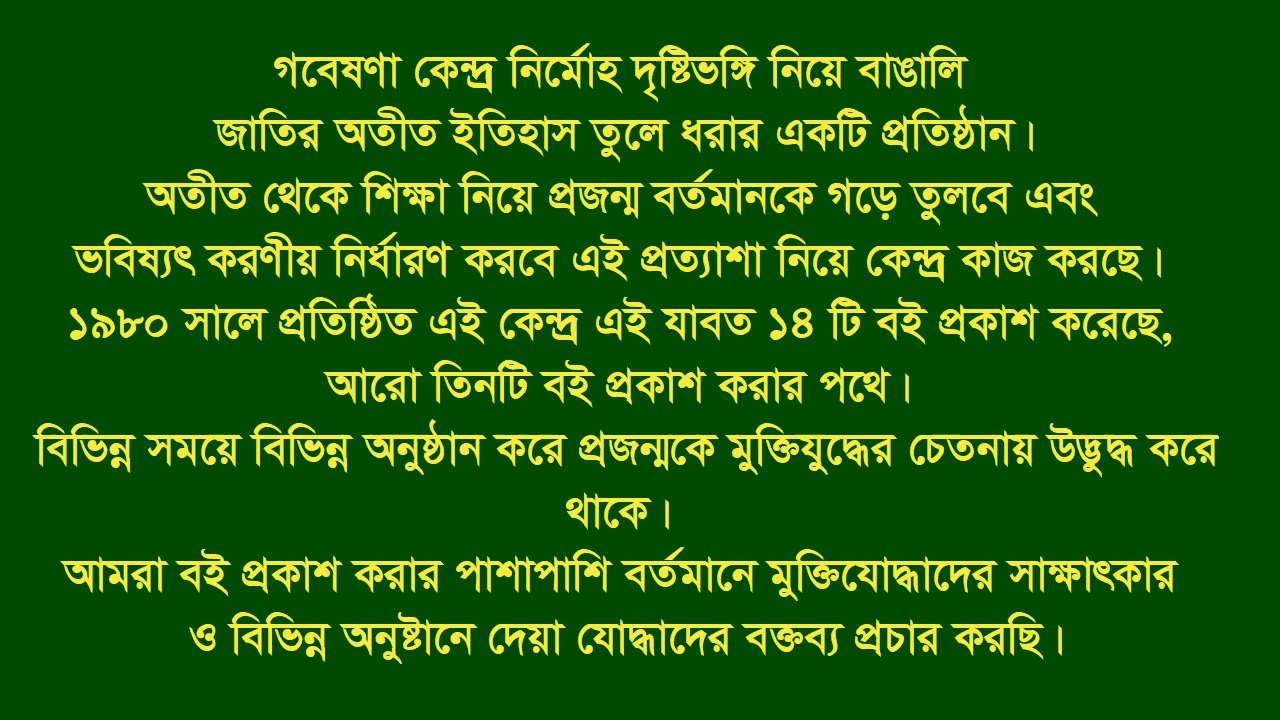 গবেষণা কেন্দ্র নির্মোহ দৃষ্টিভঙ্গি নিয়ে বাঙালি
জাতির অতীত ইতিহাস তুলে ধরার একটি প্রতিষ্ঠান।
অতীত থেকে শিক্ষা নিয়ে প্রজন্ম বর্তমানকে গড়ে তুলবে এবং
ভবিষ্যৎ করণীয় নির্ধারণ করবে এই প্রত্যাশা নিয়ে কেন্দ্র কাজ করছে।
১৯৮০ সালে প্রতিষ্ঠিত এই কেন্দ্র এই যাবত ১৪ টি বই প্রকাশ করেছে,
আরো তিনটি বই প্রকাশ করার পথে।
বিভিন্ন সময়ে বিভিন্ন অনুষ্ঠান করে প্রজন্মকে মুক্তিযুদ্ধের চেতনায় উদ্ভুদ্ধ করে
থাকে।
আমরা বই প্রকাশ করার পাশাপাশি বর্তমানে মুক্তিযোদ্ধাদের সাক্ষাৎকার
ও বিভিন্ন অনুষ্টানে দেয়া যোদ্ধাদের বক্তব্য প্রচার করছি।